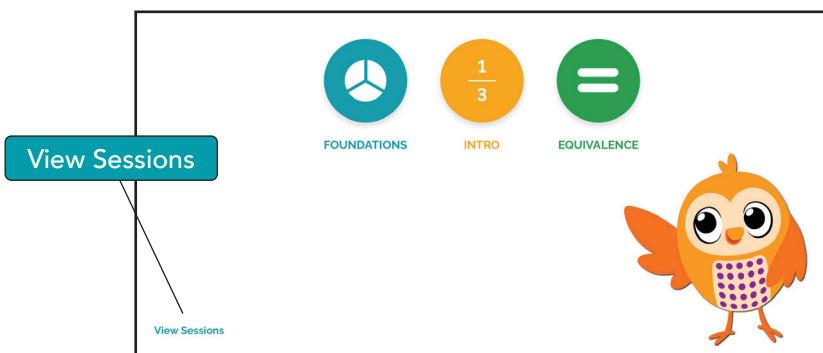 1
3
FOUNDATIONS
INTRO
EQUIVALENCE
View Sessions
View Sessions